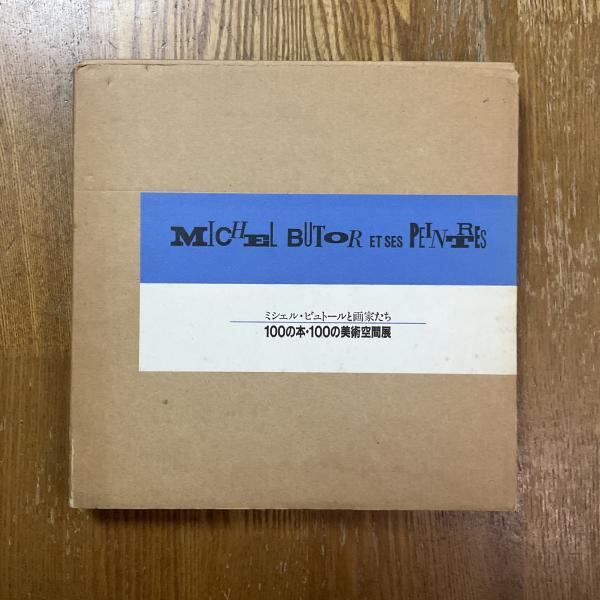 MICHEL BUTOR ET SES PEINTRES
ミシェル・ビュトールと画家たち
100の本・100の美術空間展